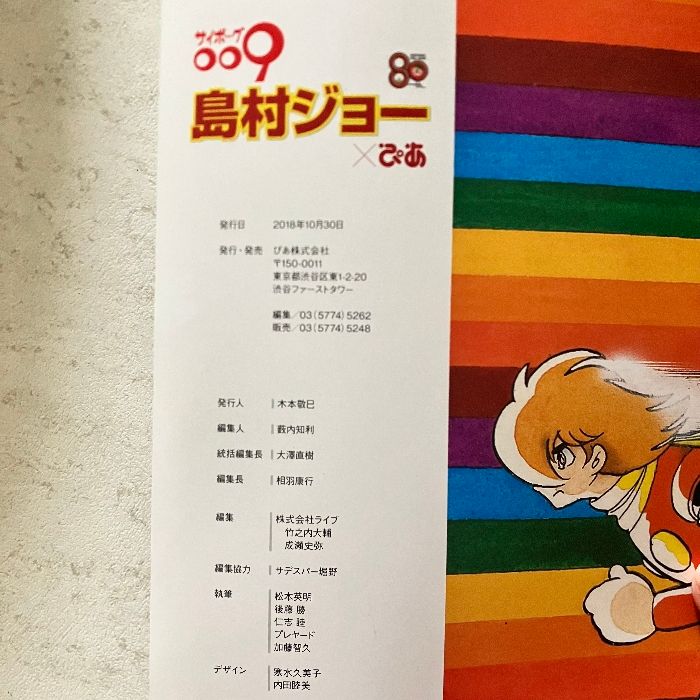 サイボーグ
009
80
島村ジョー
×ぴあ
発行日 2018年10月30日
発行・発売 ぴあ株式会社
〒150-0011
東京都渋谷区東1-2-20
渋谷ファーストタワー
編集/03(5774)5262
販売/03(5774)5248
発行人 木本敬巳
編集人 藪内知利
統括編集長 大澤直樹
編集長 相羽康行
編集 株式会社ライブ
竹之内大輔
成瀬史弥
編集協力 サデスパー堀野
執筆 松本英明
後藤勝
仁志睦
プレヤード
加藤智久
デザイン 寒水久美子
内田睦美